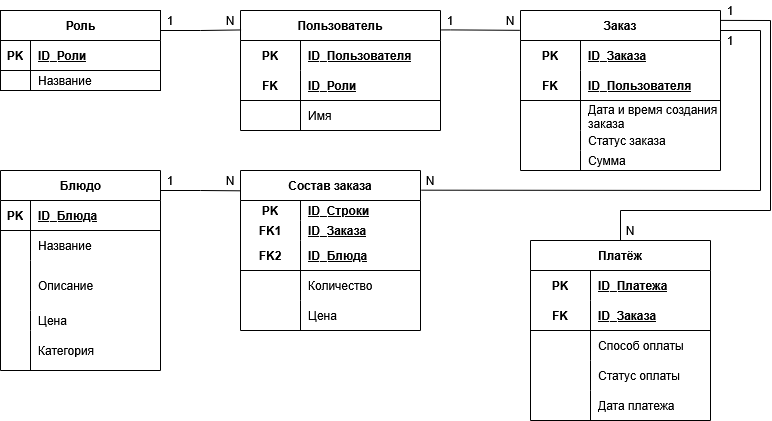 Роль
PK ID_Роли
Название
1 N
Пользователь
PK ID_Пользователя
FK ID_Роли
Имя
1 N
Заказ
PK ID_Заказа
FK ID_Пользователя
Дата и время создания
заказа
Статус заказа
Сумма
1
1
Блюдо
PK ID_Блюда
Название
Описание
Цена
Категория
1 N
Состав заказа
PK ID_Строки
FK1 ID_Заказа
FK2 ID_Блюда
Количество
Цена
N
N
Платёж
PK ID_Платежа
FK ID_Заказа
Способ оплаты
Статус оплаты
Дата платежа